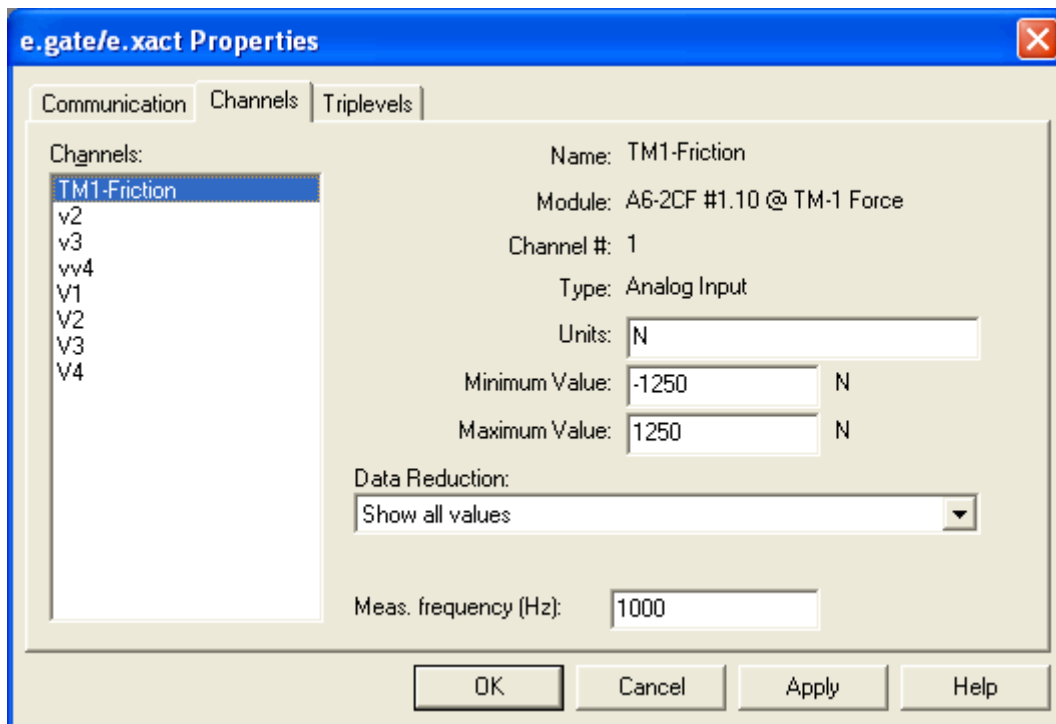 e.gate/e.xact Properties
Communication
Channels
Triplevels
Channels:
TM1-Friction
v2
v3
vv4
V1
V2
V3
V4
Name: TM1-Friction
Module: A6-2CF #1.10 @ TM-1 Force
Channel #: 1
Type: Analog Input
Units: N
Minimum Value: -1250 N
Maximum Value: 1250 N
Data Reduction:
Show all values
Meas. frequency (Hz): 1000
OK Cancel Apply Help